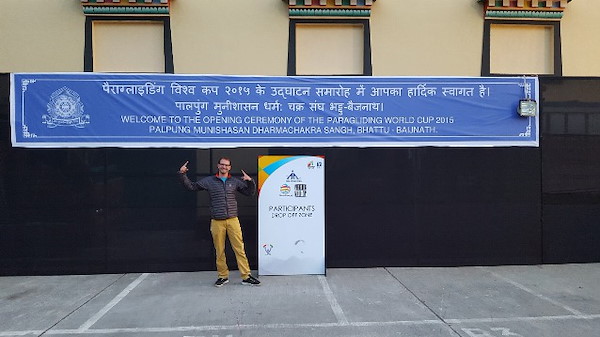 पैराग्लाइडिंग विश्व कप २०१५ के उद्घाटन समारोह में आपका हार्दिक स्वागत है।
पालपुंग मुनीशासन धर्मः चक्रु संघ भट्टु-बैजनाथ।
WELCOME TO THE OPENING CEREMONY OF THE PARAGLIDING WORLD CUP 2015
PALPUNG MUNISHASAN DHARMACHAKRA SANGH, BHATTU - BAIJNATH.
PARTICIPANTS
DROP OFF ZONE